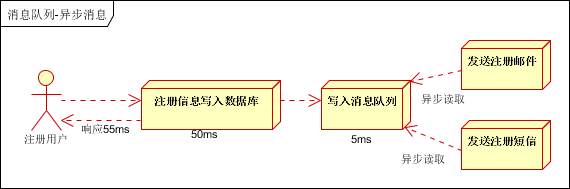 消息队列-异步消息
发送注册邮件
异步读取
注册信息写入数据库
写入消息队列
响应55ms
50ms
5ms
注册用户
发送注册短信
异步读取